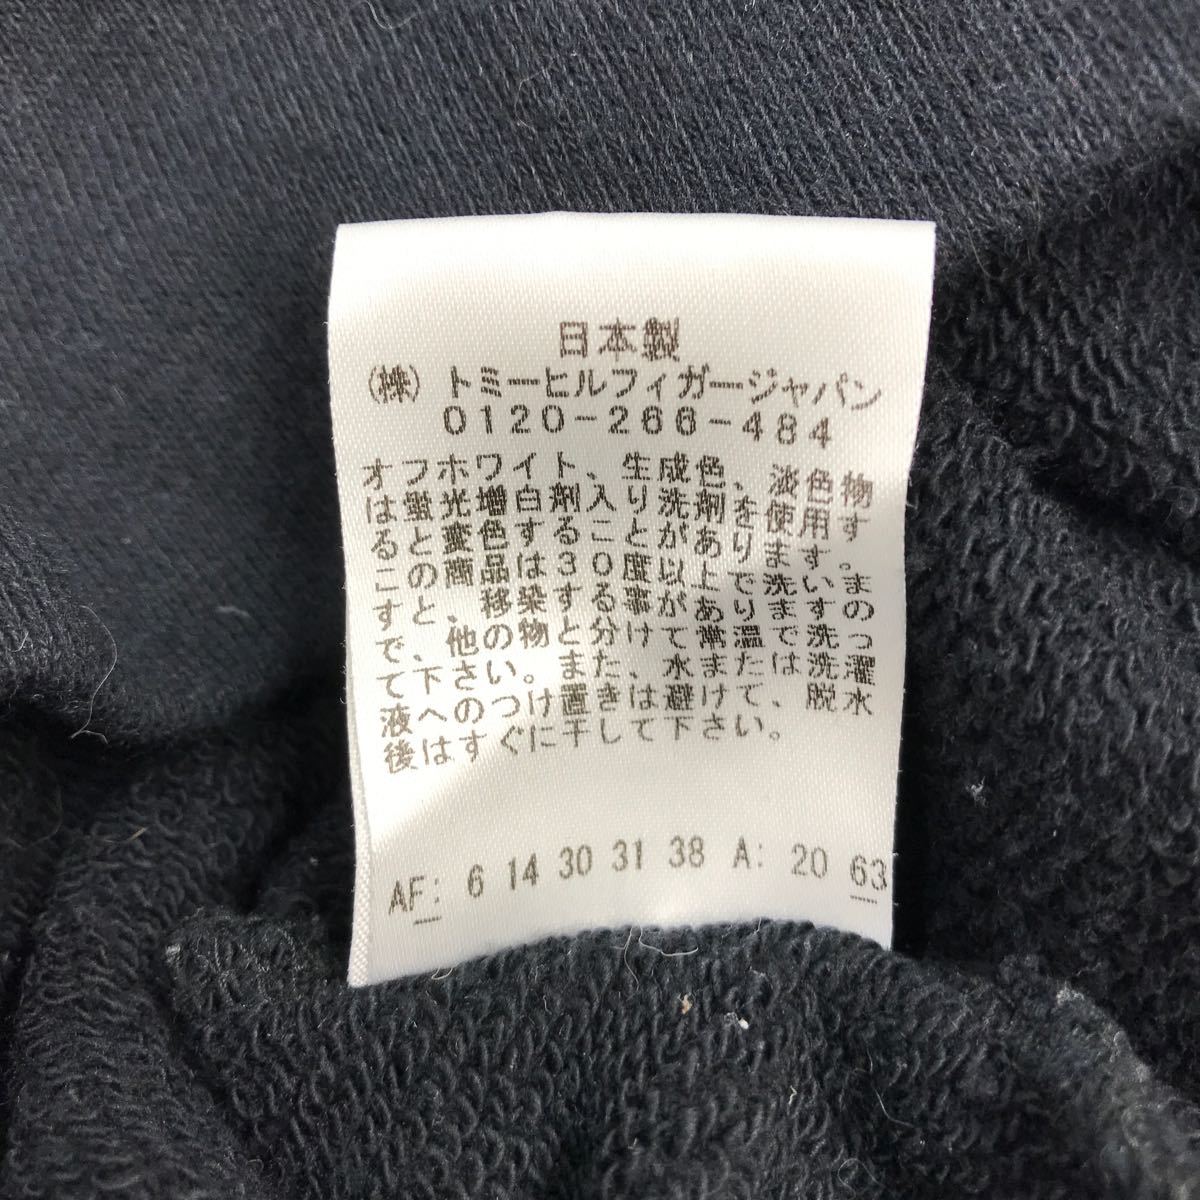 日本製
(株)トミーヒルフィガージャパン
0120-266-484
オフホワイト、生成色、淡色物
は蛍光増白剤入り洗剤を使用す
ると変色することがあります。
この商品は30度以上で洗いま
すと、移染する事がありますの
で、他の物と分けて常温で洗っ
て下さい。また、水または洗濯
液へのつけ置きは避けて、脱水
後はすぐに干して下さい。
AF: 6 14 30 31 38 A: 20 63